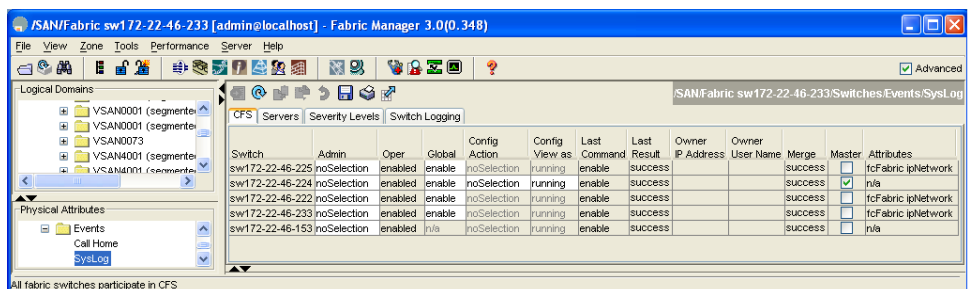 /SAN/Fabric sw172-22-46-233 [admin@localhost] - Fabric Manager 3.0(0.348)
File View Zone Tools Performance Server Help
Advanced
Logical Domains
VSAN0001 (segmente
VSAN0001 (segmente
VSAN0073
VSAN4001 (segmente
VSAN4001 (segmente
Physical Attributes
Events
Call Home
SysLog
/SAN/Fabric sw172-22-46-233/Switches/Events/SysLog
CFS Servers Severity Levels Switch Logging
Switch Admin Oper Global Config Action Config View as Last Command Last Result Owner IP Address Owner User Name Merge Master Attributes
sw172-22-46-225 noSelection enabled enable noSelection running enable success success fcFabric ipNetwork
sw172-22-46-224 noSelection enabled enable noSelection running enable success success n/a
sw172-22-46-222 noSelection enabled enable noSelection running enable success success fcFabric ipNetwork
sw172-22-46-233 noSelection enabled enable noSelection running enable success success fcFabric ipNetwork
sw172-22-46-153 noSelection enabled n/a noSelection running enable success success n/a
All fabric switches participate in CFS